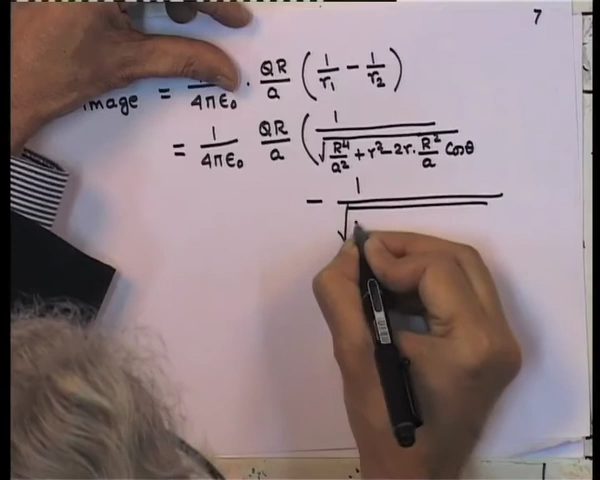 7
image = 1/4πε₀ · QR/a (1/r₁ − 1/r₂)
= 1/4πε₀ QR/a (1/√(R⁴/a² + r² − 2r·R²/a Cosθ)
− 1/√